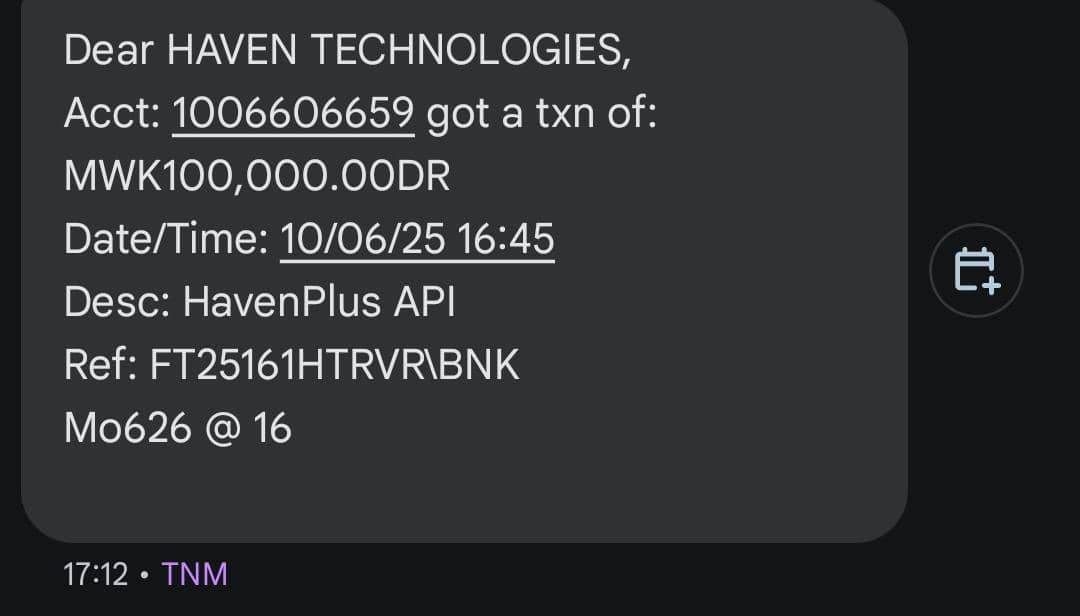 Dear HAVEN TECHNOLOGIES,
Acct: 1006606659 got a txn of:
MWK100,000.00DR
Date/Time: 10/06/25 16:45
Desc: HavenPlus API
Ref: FT25161HTRVR\BNK
Mo626 @ 16
17:12 • TNM